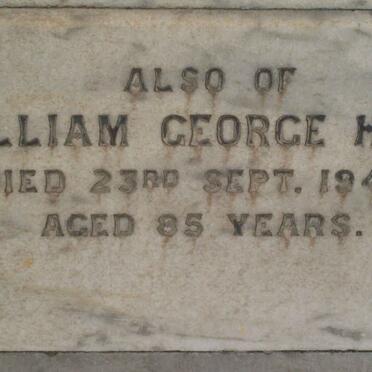 ALSO OF
LLIAM GEORGE H
IED 23RD SEPT. 194
AGED 85 YEARS.